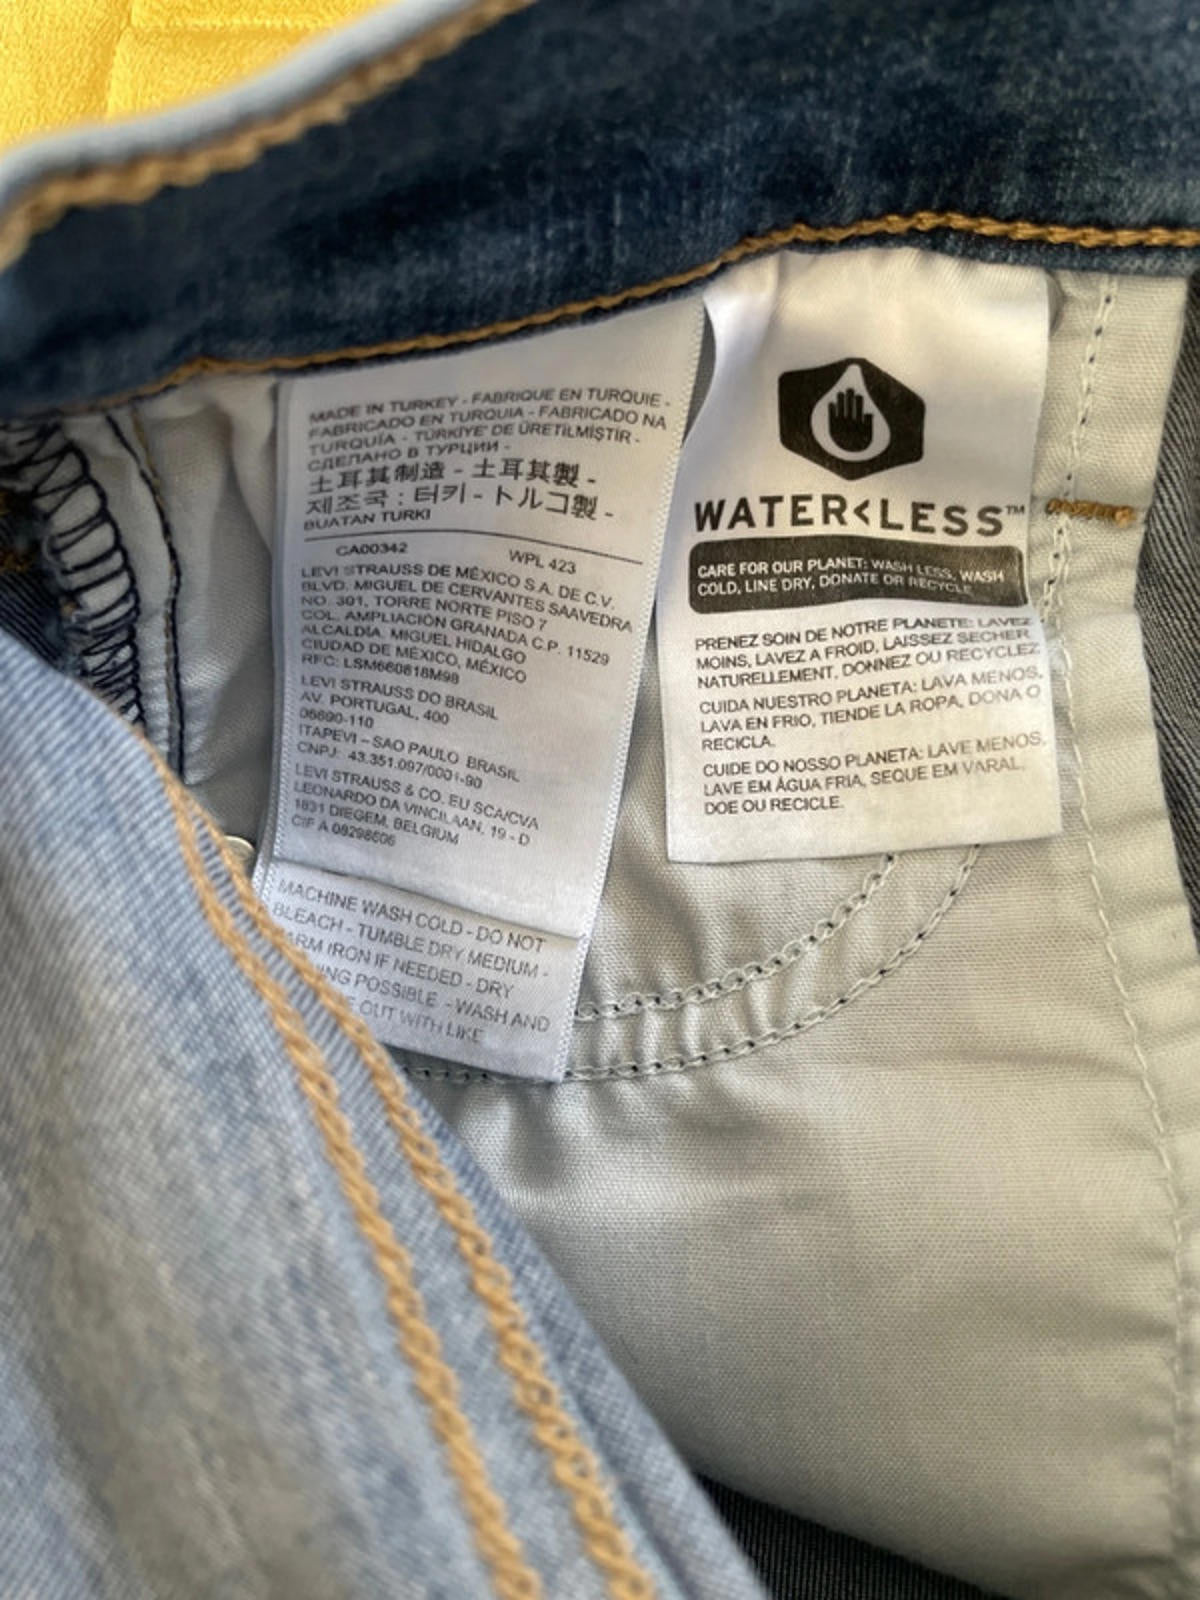 MADE IN TURKEY - FABRIQUE EN TURQUIE -
FABRICADO EN TURQUIA - FABRICADO NA
TURQUÍA - TÜRKİYE' DE ÜRETİLMİŞTİR -
СДЕЛАНО В ТУРЦИИ -
土耳其制造 - 土耳其製 -
제조국 : 터키 - トルコ製 -
BUATAN TURKI
CA00342 WPL 423
LEVI STRAUSS DE MÉXICO S.A. DE C.V.
BLVD. MIGUEL DE CERVANTES SAAVEDRA
NO. 301, TORRE NORTE PISO 7
COL. AMPLIACIÓN GRANADA C.P. 11529
ALCALDÍA. MIGUEL HIDALGO
CIUDAD DE MÉXICO, MÉXICO
RFC: LSM660818M98
LEVI STRAUSS DO BRASIL
AV. PORTUGAL, 400
06690-110
ITAPEVI – SAO PAULO BRASIL
CNPJ: 43.351.097/0001-90
LEVI STRAUSS & CO. EU SCA/CVA
LEONARDO DA VINCILAAN, 19 - D
1831 DIEGEM, BELGIUM
CIF A 08298606
MACHINE WASH COLD - DO NOT
BLEACH - TUMBLE DRY MEDIUM -
ARM IRON IF NEEDED - DRY
ING POSSIBLE - WASH AND
E OUT WITH LIKE
WATER<LESS™
CARE FOR OUR PLANET: WASH LESS, WASH
COLD, LINE DRY, DONATE OR RECYCLE
PRENEZ SOIN DE NOTRE PLANETE: LAVEZ
MOINS, LAVEZ A FROID, LAISSEZ SECHER
NATURELLEMENT, DONNEZ OU RECYCLEZ
CUIDA NUESTRO PLANETA: LAVA MENOS,
LAVA EN FRIO, TIENDE LA ROPA, DONA O
RECICLA.
CUIDE DO NOSSO PLANETA: LAVE MENOS,
LAVE EM ÁGUA FRIA, SEQUE EM VARAL,
DOE OU RECICLE.